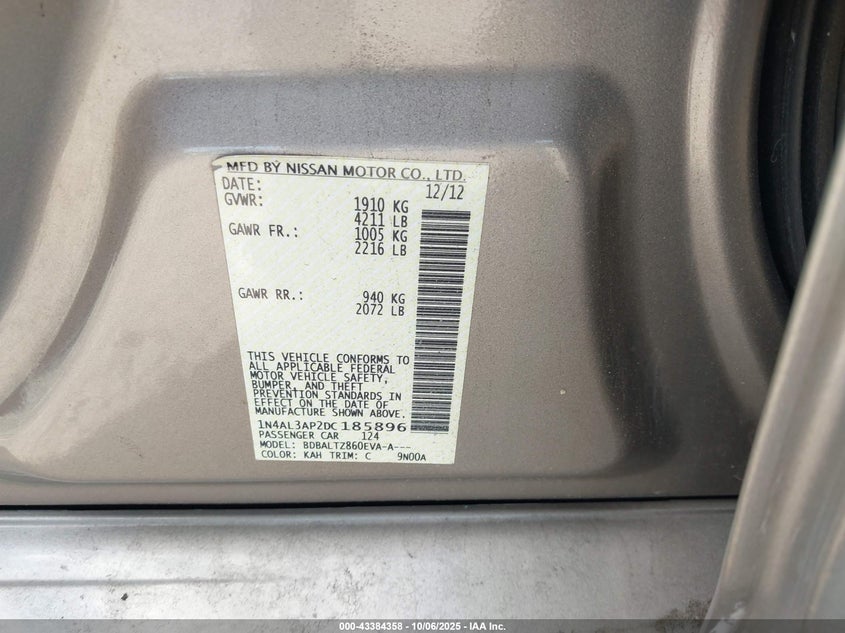 MFD BY NISSAN MOTOR CO., LTD.
DATE: 12/12
GVWR: 1910 KG
4211 LB
GAWR FR.: 1005 KG
2216 LB
GAWR RR.: 940 KG
2072 LB
THIS VEHICLE CONFORMS TO
ALL APPLICABLE FEDERAL
MOTOR VEHICLE SAFETY,
BUMPER, AND THEFT
PREVENTION STANDARDS IN
EFFECT ON THE DATE OF
MANUFACTURE SHOWN ABOVE.
1N4AL3AP2DC185896
PASSENGER CAR 124
MODEL: BDBALTZ860EVA-A---
COLOR: KAH TRIM: C 9N00A
000-43384358 - 10/06/2025 - IAA Inc.